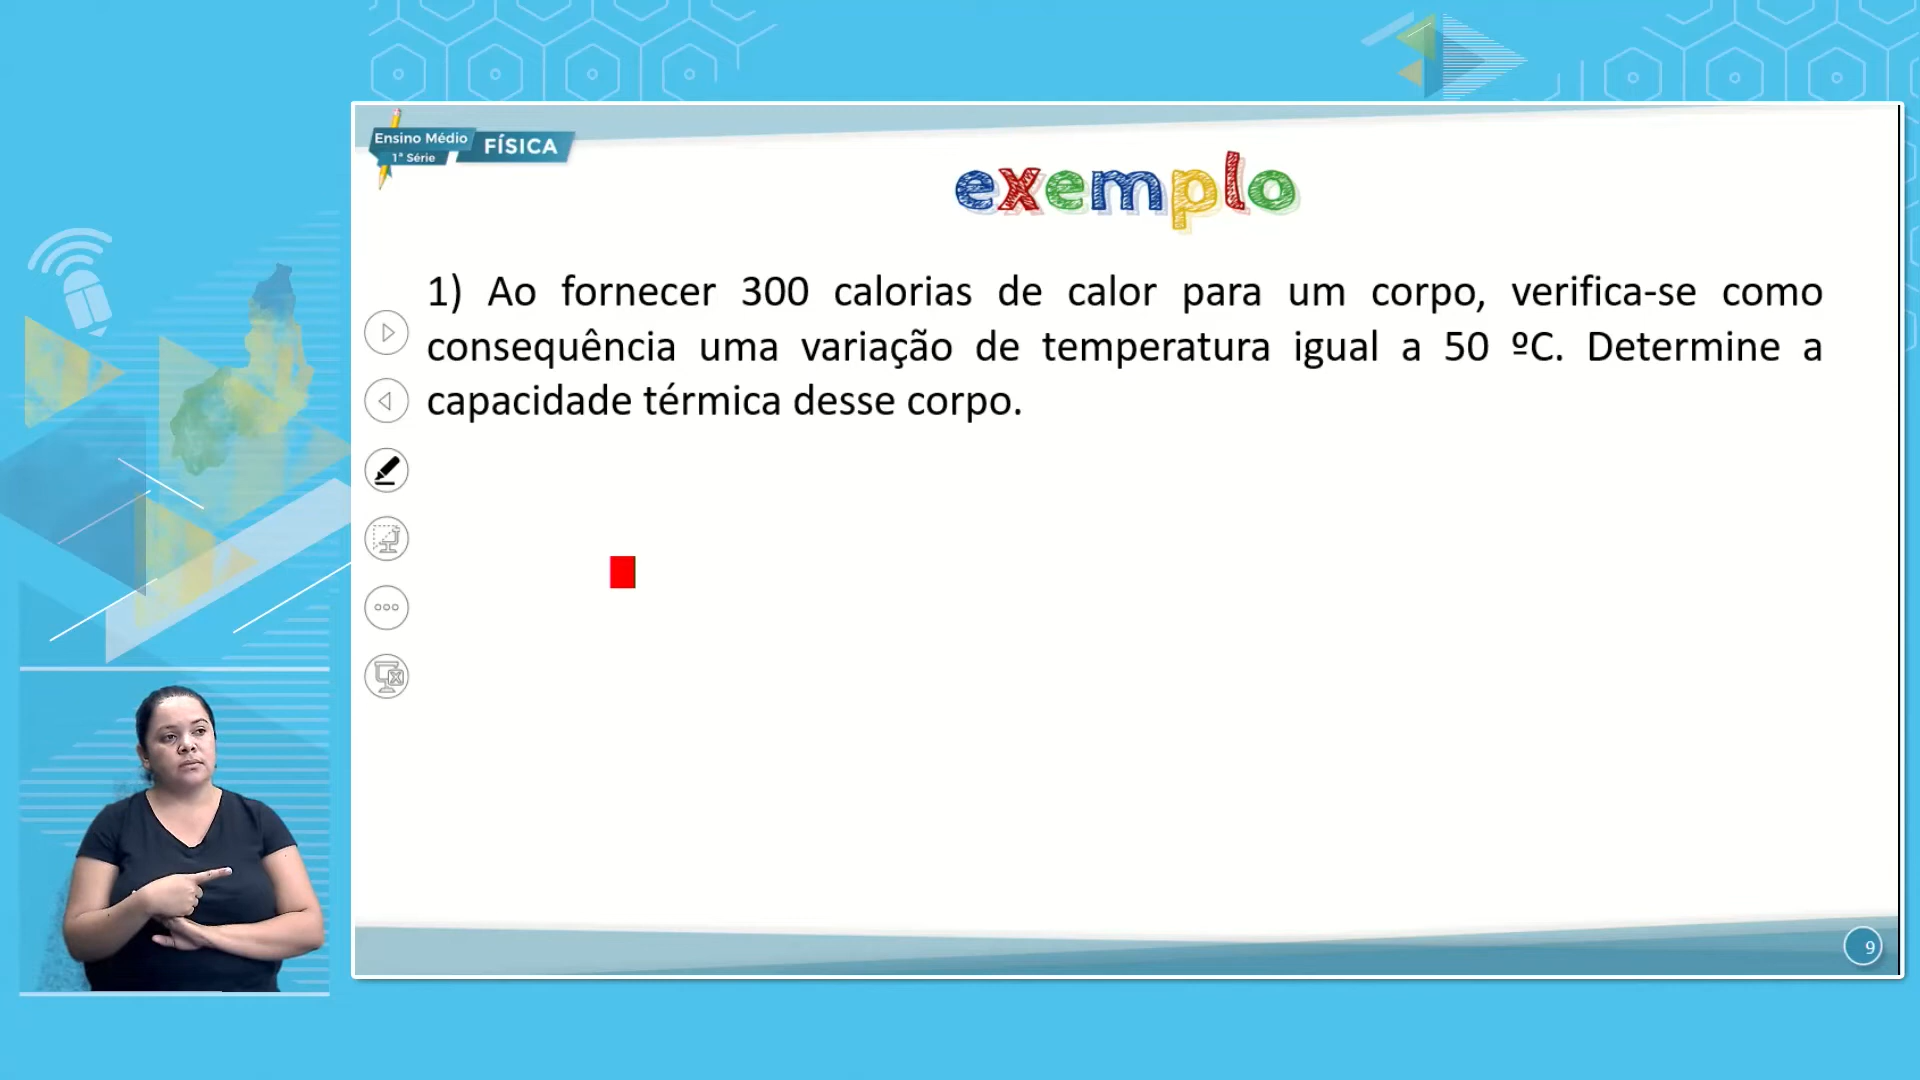 Ensino Médio
1ª Série
FÍSICA
exemplo
1) Ao fornecer 300 calorias de calor para um corpo, verifica-se como
consequência uma variação de temperatura igual a 50 ºC. Determine a
capacidade térmica desse corpo.
9